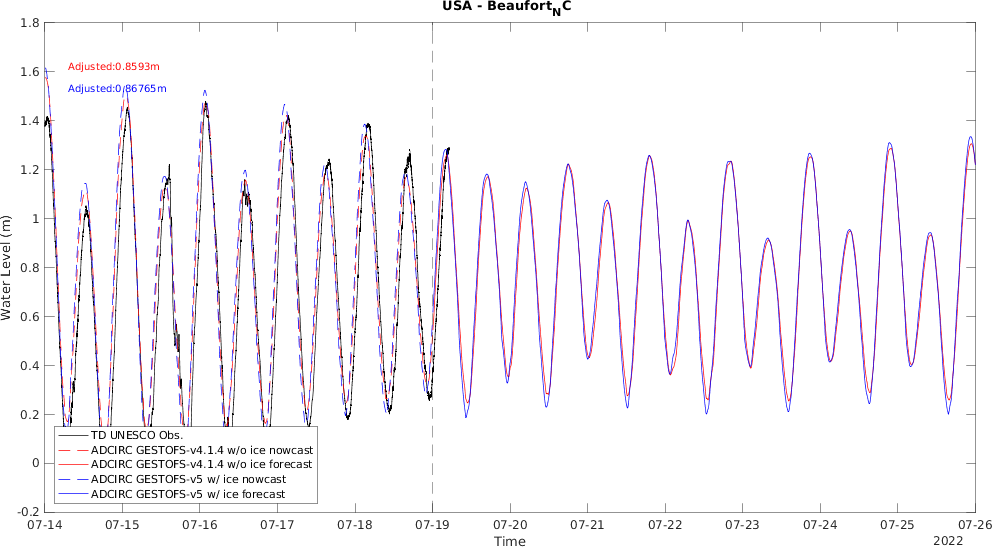 USA - Beaufort_NC
1.8
1.6
1.4
1.2
1
0.8
0.6
0.4
0.2
0
-0.2
Water Level (m)
Adjusted:0.8593m
Adjusted:0.86765m
TD UNESCO Obs.
ADCIRC GESTOFS-v4.1.4 w/o ice nowcast
ADCIRC GESTOFS-v4.1.4 w/o ice forecast
ADCIRC GESTOFS-v5 w/ ice nowcast
ADCIRC GESTOFS-v5 w/ ice forecast
07-14 07-15 07-16 07-17 07-18 07-19 07-20 07-21 07-22 07-23 07-24 07-25 07-26
Time
2022